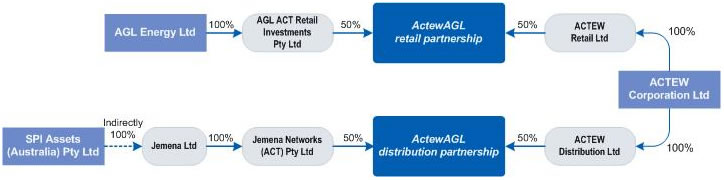 AGL Energy Ltd
100%
AGL ACT Retail
Investments
Pty Ltd
50%
ActewAGL
retail partnership
50%
ACTEW
Retail Ltd
100%
ACTEW
Corporation Ltd
SPI Assets
(Australia) Pty Ltd
Indirectly
100%
Jemena Ltd
100%
Jemena Networks
(ACT) Pty Ltd
50%
ActewAGL
distribution partnership
50%
ACTEW
Distribution Ltd
100%